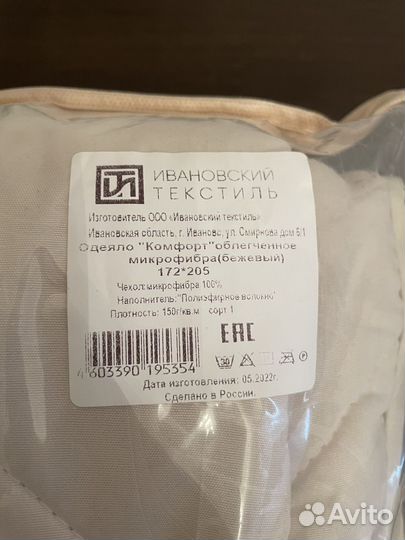 ИВАНОВСКИЙ
ТЕКСТИЛЬ
Изготовитель ООО «Ивановский текстиль»
Ивановская область, г. Иваново, ул. Смирнова дом 6/1
Одеяло "Комфорт"облегченное
микрофибра(бежевый)
172*205
Чехол:микрофибра 100%
Наполнитель:"Полиэфирное волокно"
Плотность: 150г/кв.м сорт 1
EAC
4 603390 195354
Дата изготовления: 05.2022г.
Сделано в России.
Avito